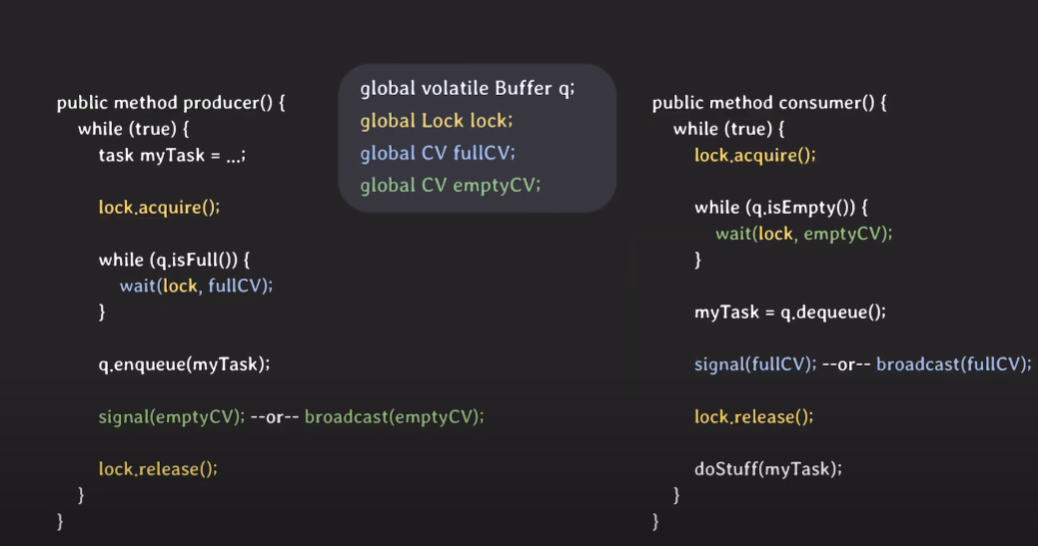 public method producer() {
while (true) {
task myTask = ...;
lock.acquire();
while (q.isFull()) {
wait(lock, fullCV);
}
q.enqueue(myTask);
signal(emptyCV); --or-- broadcast(emptyCV);
lock.release();
}
}
global volatile Buffer q;
global Lock lock;
global CV fullCV;
global CV emptyCV;
public method consumer() {
while (true) {
lock.acquire();
while (q.isEmpty()) {
wait(lock, emptyCV);
}
myTask = q.dequeue();
signal(fullCV); --or-- broadcast(fullCV);
lock.release();
doStuff(myTask);
}
}